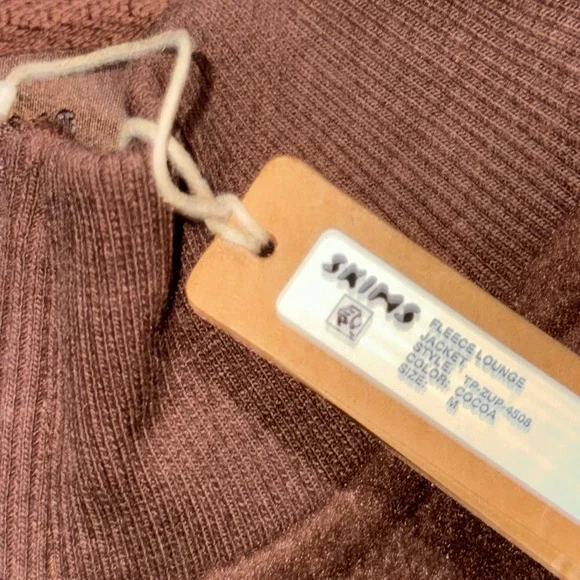 SKIMS
FLEECE LOUNGE
JACKET
STYLE: TP-ZUP-4508
COLOR: COCOA
SIZE: M